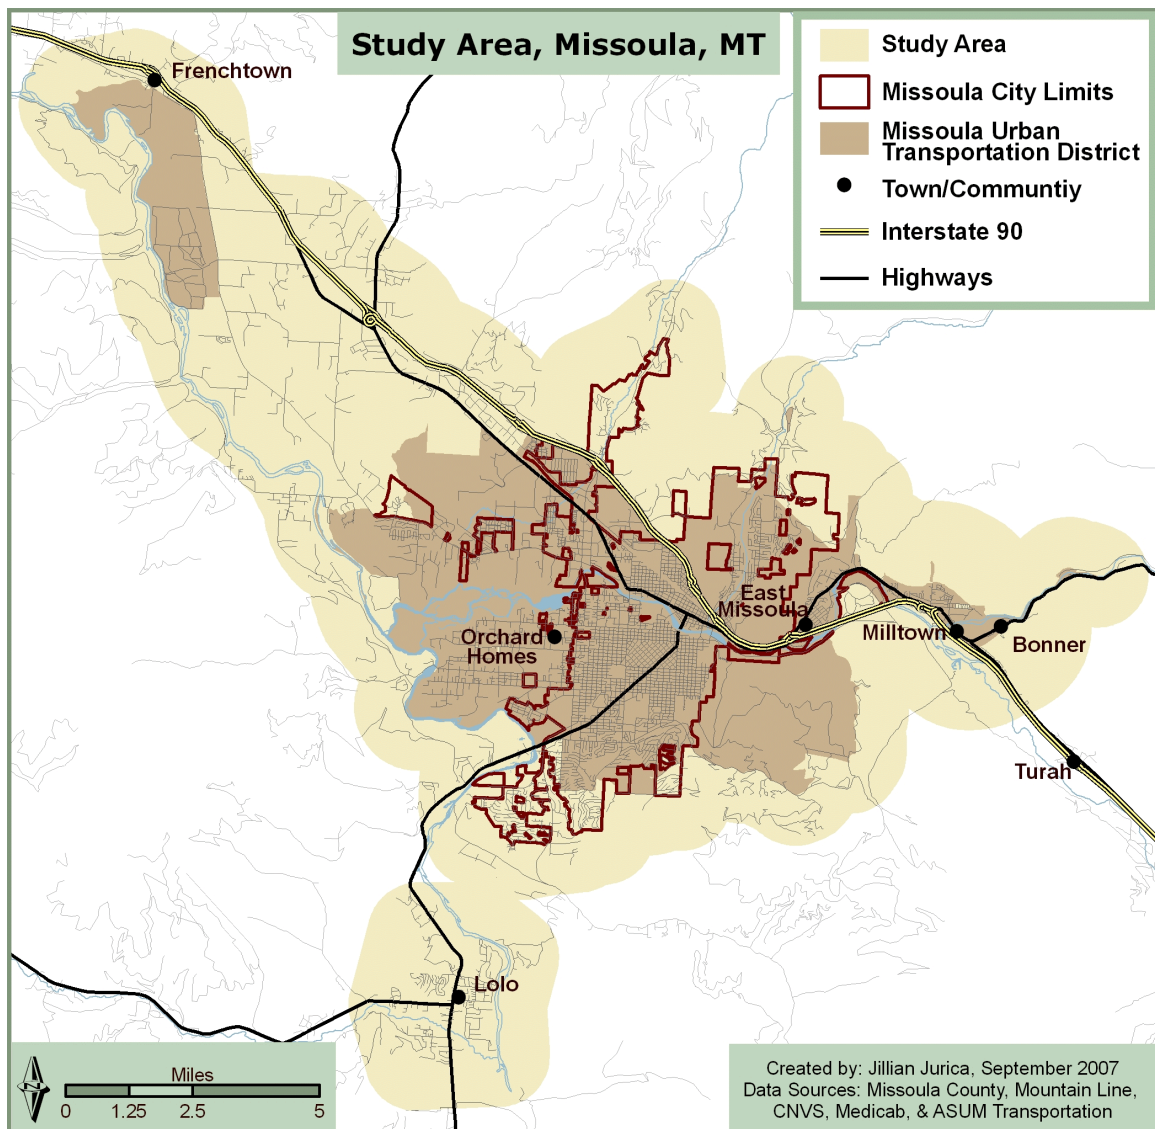 Study Area, Missoula, MT
Study Area
Missoula City Limits
Missoula Urban
Transportation District
Town/Communtiy
Interstate 90
Highways
Frenchtown
East
Missoula
Orchard
Homes
Milltown
Bonner
Turah
Lolo
Miles
0 1.25 2.5 5
Created by: Jillian Jurica, September 2007
Data Sources: Missoula County, Mountain Line,
CNVS, Medicab, & ASUM Transportation